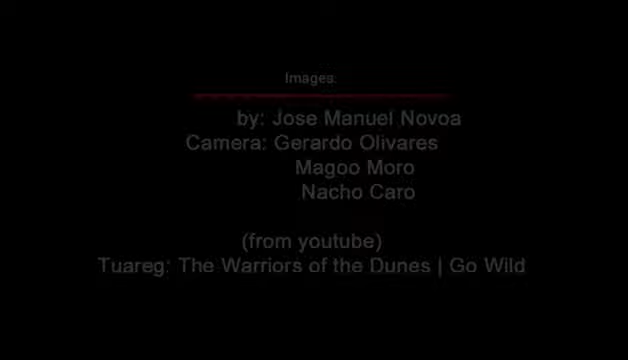 Images:
by: Jose Manuel Novoa
Camera: Gerardo Olivares
Magoo Moro
Nacho Caro
(from youtube)
Tuareg: The Warriors of the Dunes | Go Wild